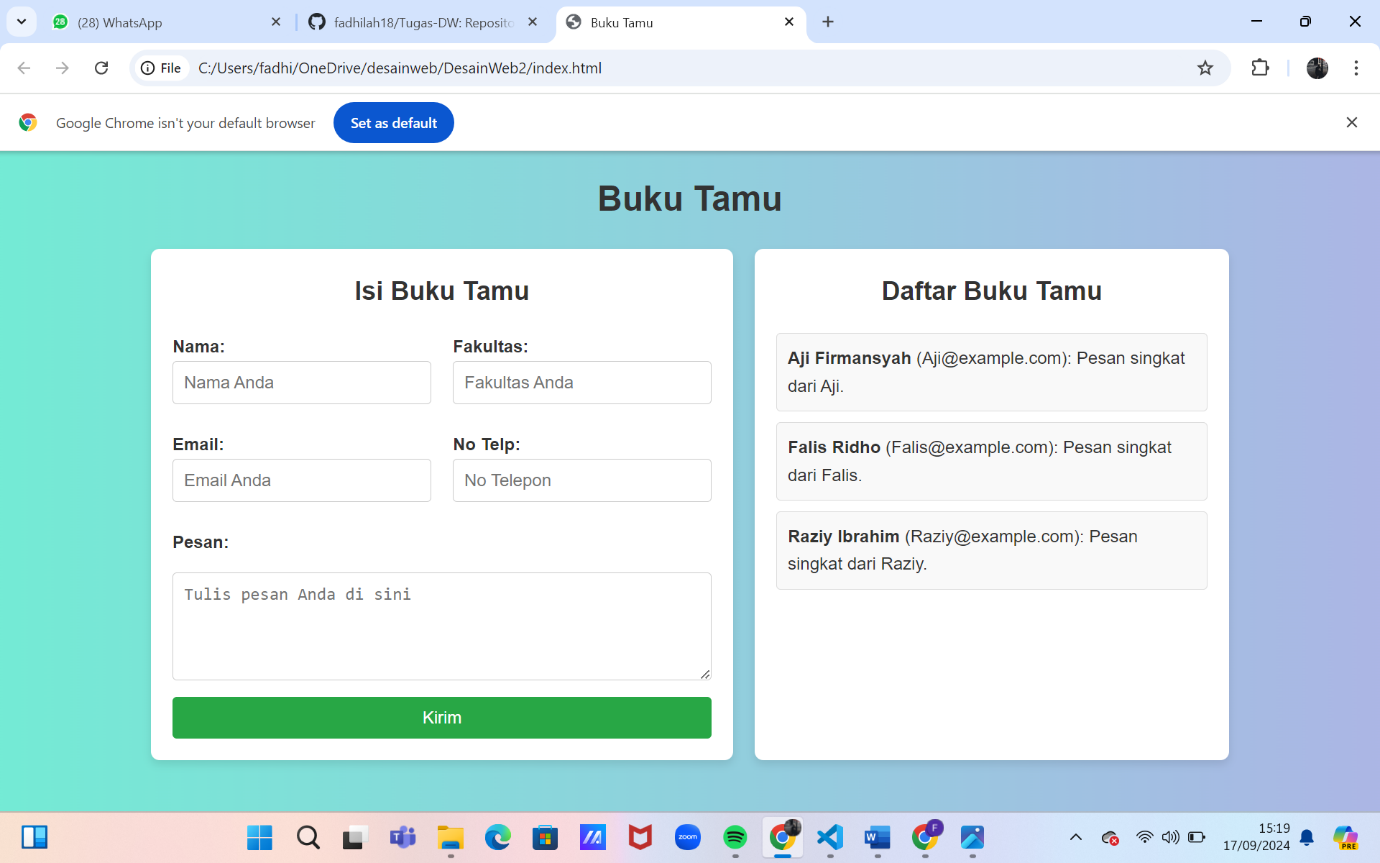 28
(28) WhatsApp
fadhilah18/Tugas-DW: Reposito
Buku Tamu
File
C:/Users/fadhi/OneDrive/desainweb/DesainWeb2/index.html
Google Chrome isn't your default browser
Set as default
Buku Tamu
Isi Buku Tamu
Nama:
Fakultas:
Nama Anda
Fakultas Anda
Email:
No Telp:
Email Anda
No Telepon
Pesan:
Tulis pesan Anda di sini
Kirim
Daftar Buku Tamu
Aji Firmansyah (Aji@example.com): Pesan singkat
dari Aji.
Falis Ridho (Falis@example.com): Pesan singkat
dari Falis.
Raziy Ibrahim (Raziy@example.com): Pesan
singkat dari Raziy.
T
zoom
W
F
15:19
17/09/2024
PRE